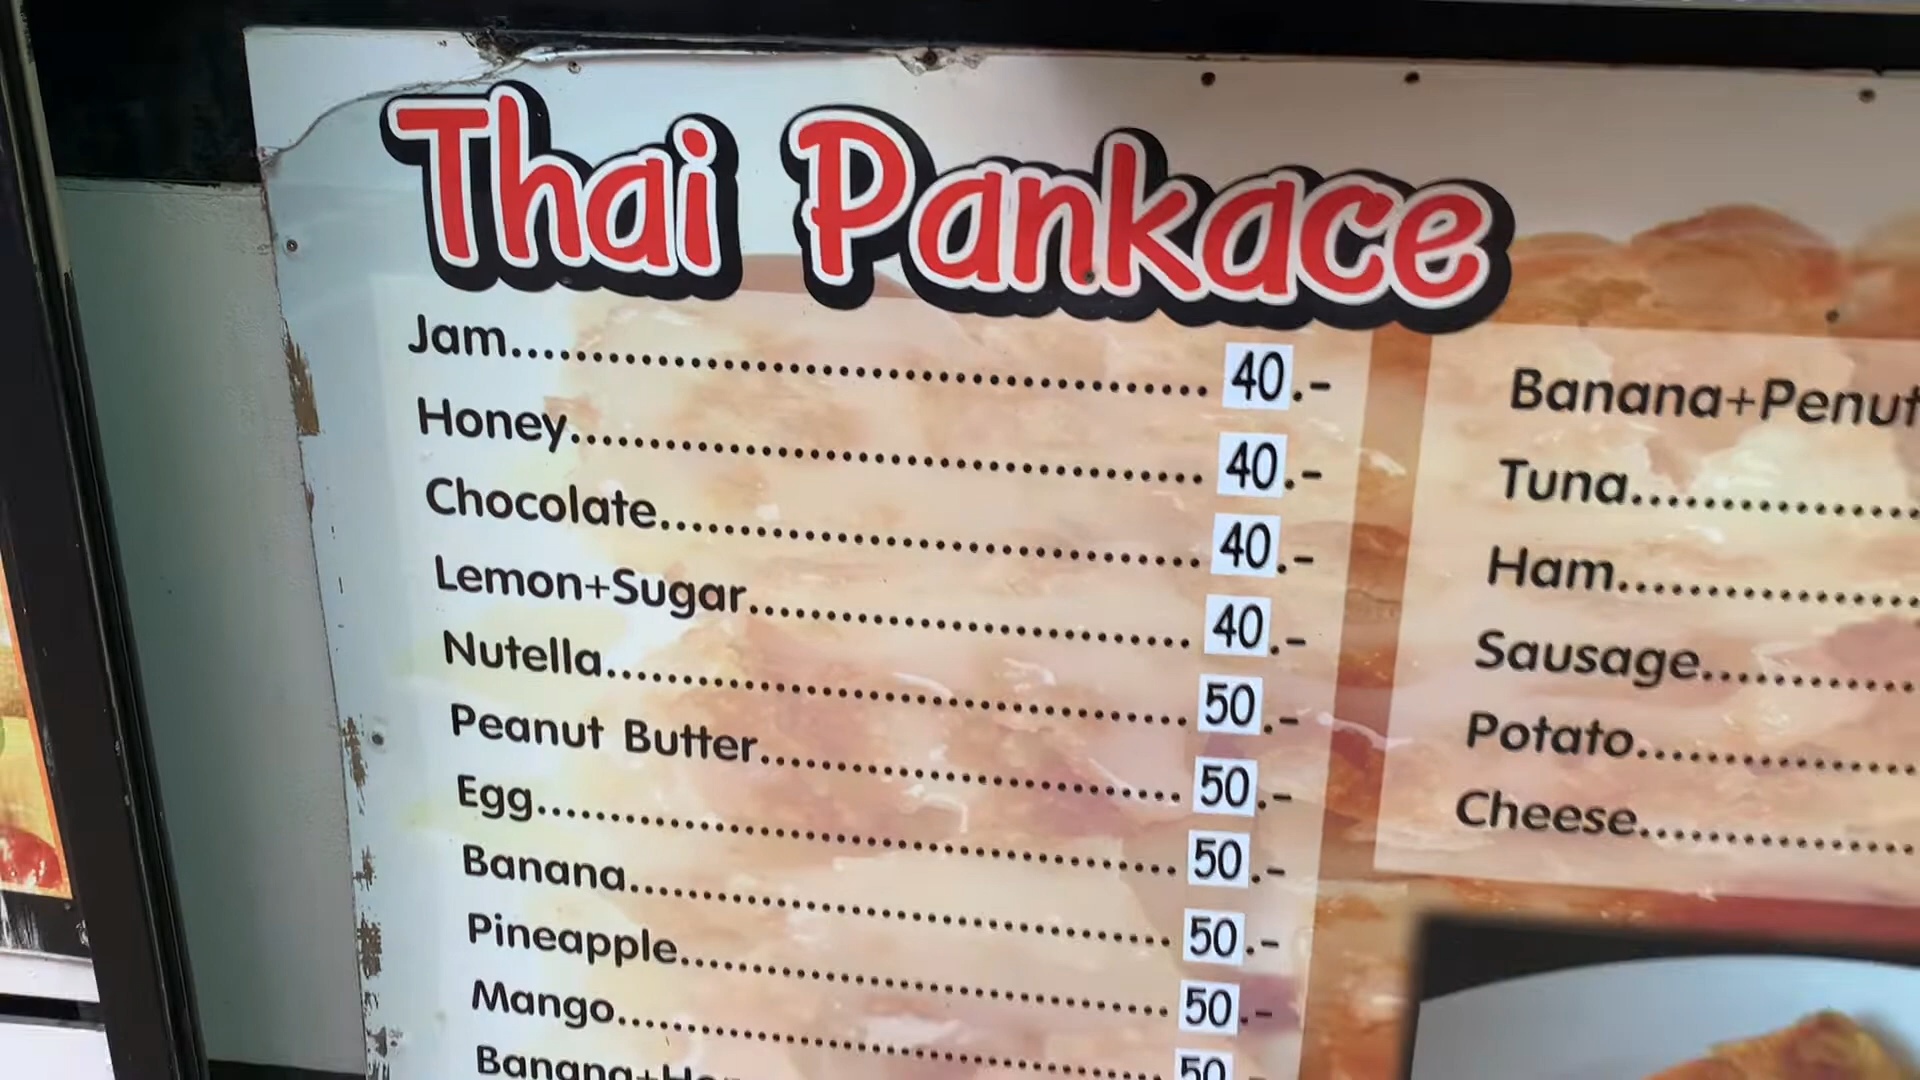 Thai Pankace
Jam........................................ 40.-
Honey........................................ 40.-
Chocolate........................................ 40.-
Lemon+Sugar........................................ 40.-
Nutella........................................ 50.-
Peanut Butter........................................ 50.-
Egg........................................ 50.-
Banana........................................ 50.-
Pineapple........................................ 50.-
Mango........................................ 50.-
50
Banana+Penut
Tuna....................
Ham....................
Sausage....................
Potato....................
Cheese....................